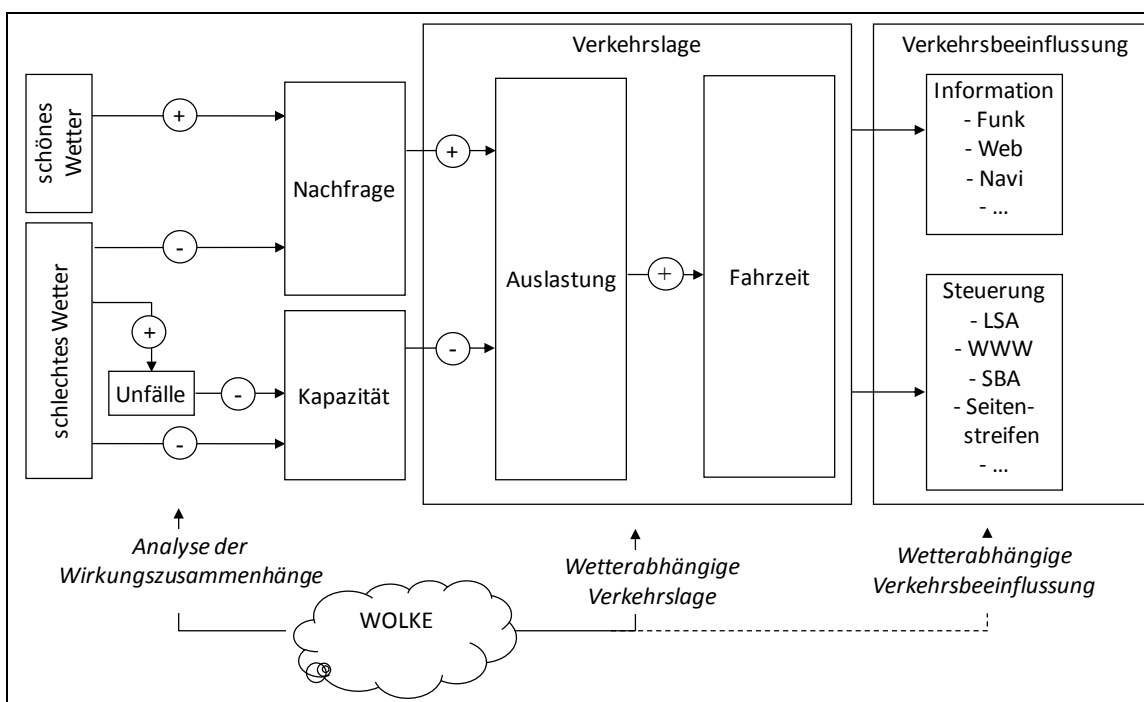 Verkehrslage
Verkehrsbeeinflussung
schönes
Wetter
+
Nachfrage
+
Auslastung
+
Fahrzeit
Information
- Funk
- Web
- Navi
- ...
schlechtes Wetter
-
+
Unfälle
-
-
Kapazität
-
Steuerung
- LSA
- WWW
- SBA
- Seiten-
streifen
- ...
Analyse der
Wirkungszusammenhänge
Wetterabhängige
Verkehrslage
Wetterabhängige
Verkehrsbeeinflussung
WOLKE